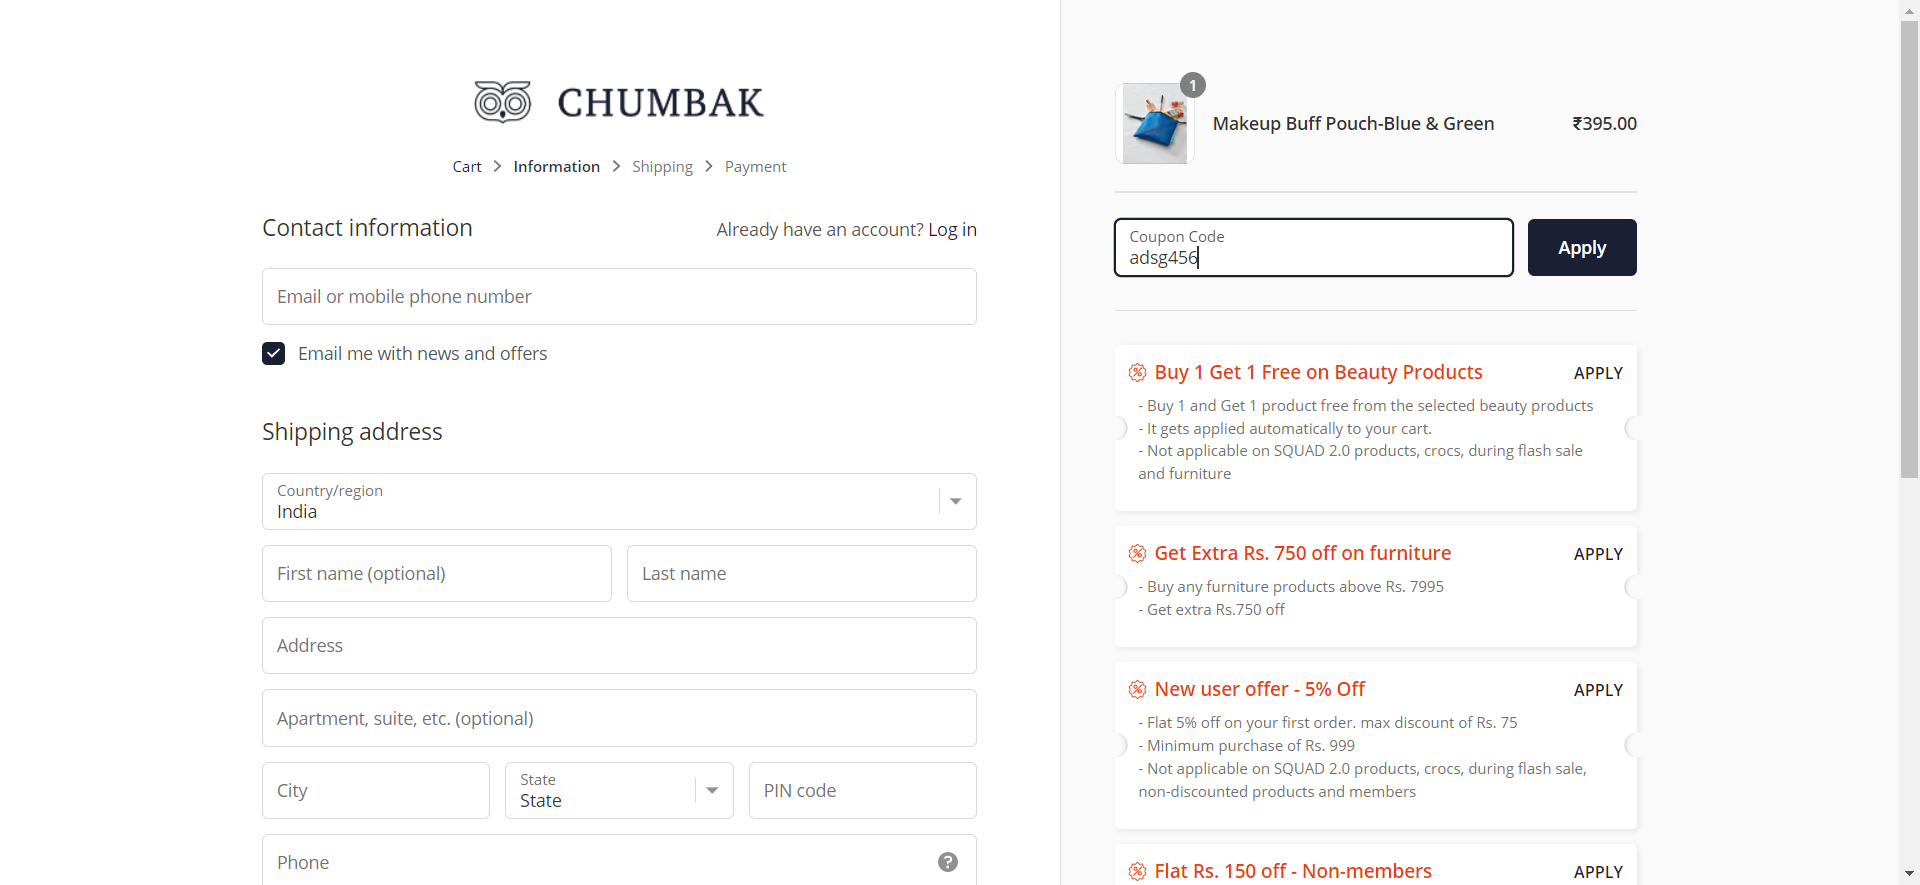 CHUMBAK
Cart > Information > Shipping > Payment
Contact information
Already have an account? Log in
Email or mobile phone number
Email me with news and offers
Shipping address
Country/region
India
First name (optional)
Last name
Address
Apartment, suite, etc. (optional)
City
State
State
PIN code
Phone
?
1
Makeup Buff Pouch-Blue & Green
₹395.00
Coupon Code
adsg456
Apply
Buy 1 Get 1 Free on Beauty Products
APPLY
- Buy 1 and Get 1 product free from the selected beauty products
- It gets applied automatically to your cart.
- Not applicable on SQUAD 2.0 products, crocs, during flash sale
and furniture
Get Extra Rs. 750 off on furniture
APPLY
- Buy any furniture products above Rs. 7995
- Get extra Rs.750 off
New user offer - 5% Off
APPLY
- Flat 5% off on your first order. max discount of Rs. 75
- Minimum purchase of Rs. 999
- Not applicable on SQUAD 2.0 products, crocs, during flash sale,
non-discounted products and members
Flat Rs. 150 off - Non-members
APPLY